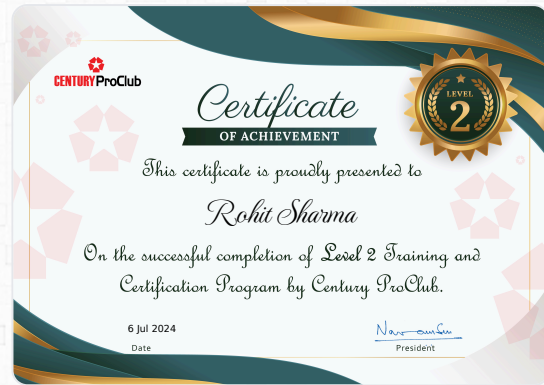 CENTURY ProClub
Certificate
OF ACHIEVEMENT
LEVEL
2
This certificate is proudly presented to
Rohit Sharma
On the successful completion of Level 2 Training and
Certification Program by Century ProClub.
6 Jul 2024
Date
President